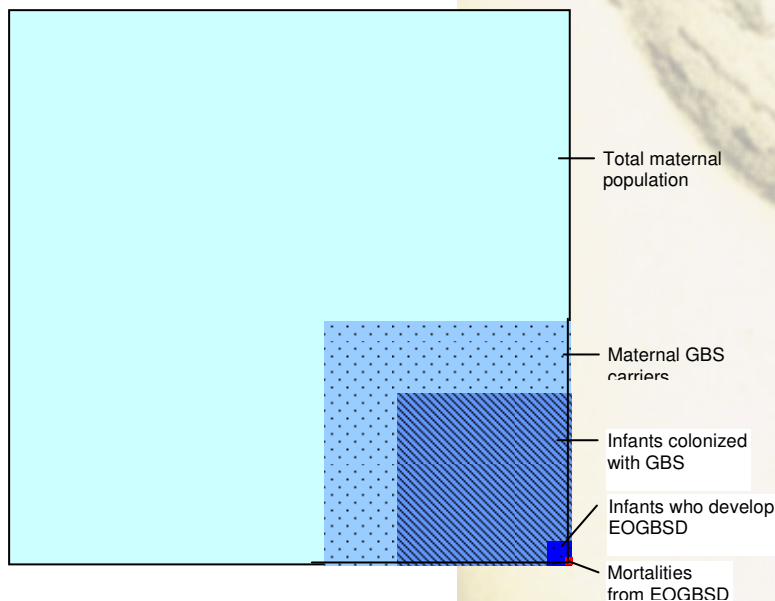 Total maternal
population
Maternal GBS
carriers
Infants colonized
with GBS
Infants who develop
EOGBSD
Mortalities
from EOGBSD